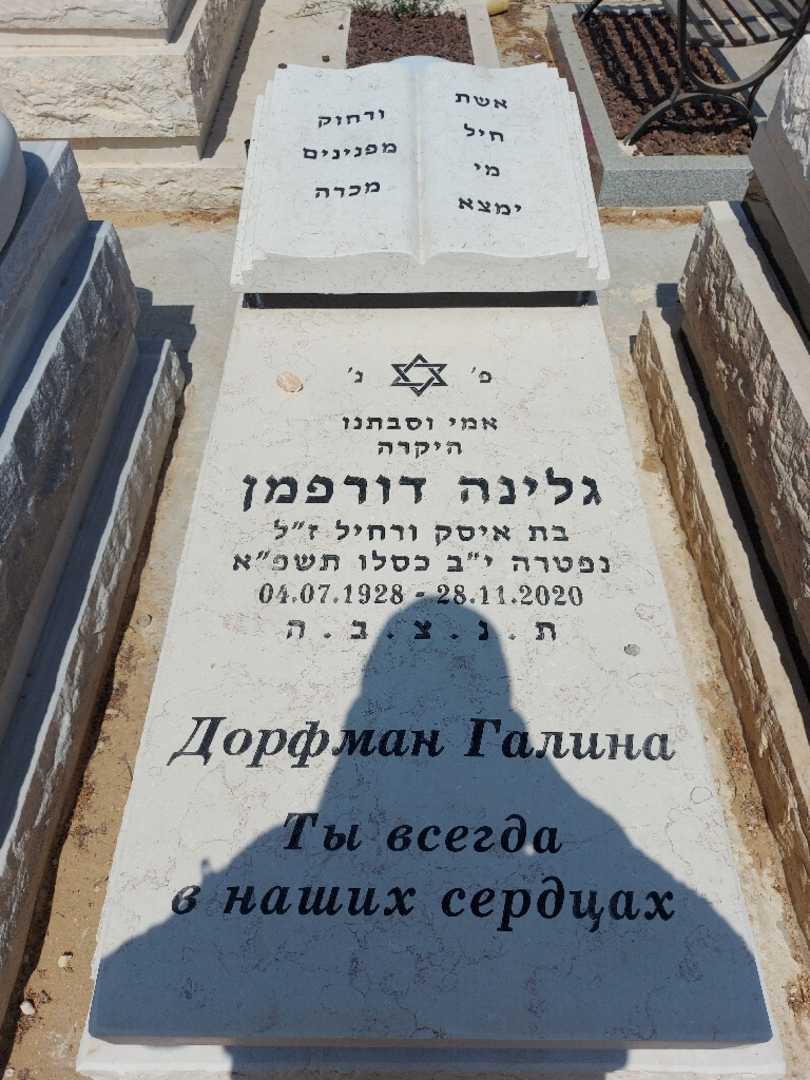 אשת
חיל
מי
ימצא
ורחוק
מפנינים
מכרה
פ' נ'
אמי וסבתנו
היקרה
גלינה דורפמן
בת איסק ורחיל ז"ל
נפטרה י"ב כסלו תשפ"א
04.07.1928 - 28.11.2020
ת . נ . צ . ב . ה
Дорфман Галина
Ты всегда
в наших сердцах